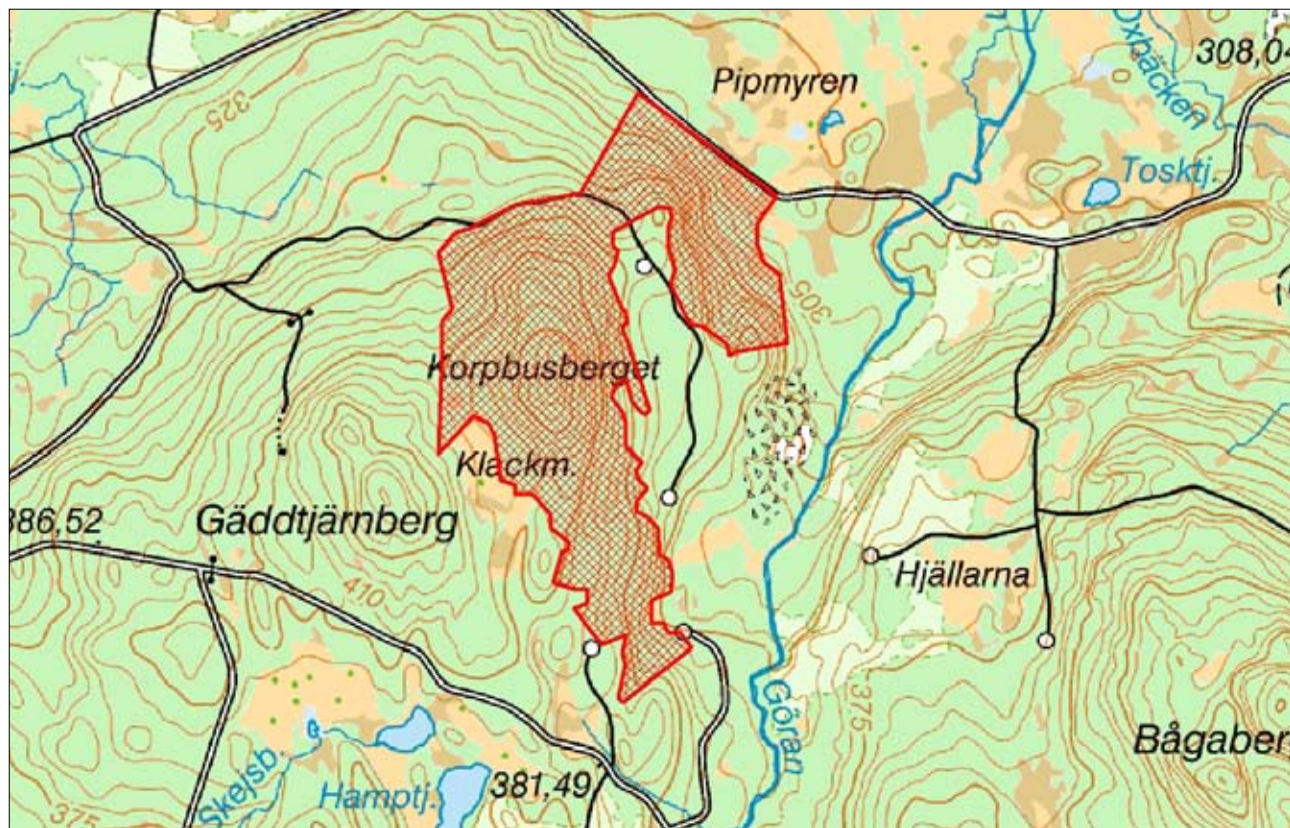 Oxbäcken
308,04
Pipmyren
325
Tosktj.
305
Korpbusberget
Klackm.
386,52
Gäddtjärnberg
Hjällarna
410
Göran
375
Bågaber
Skejsb.
Hamptj.
381,49
375